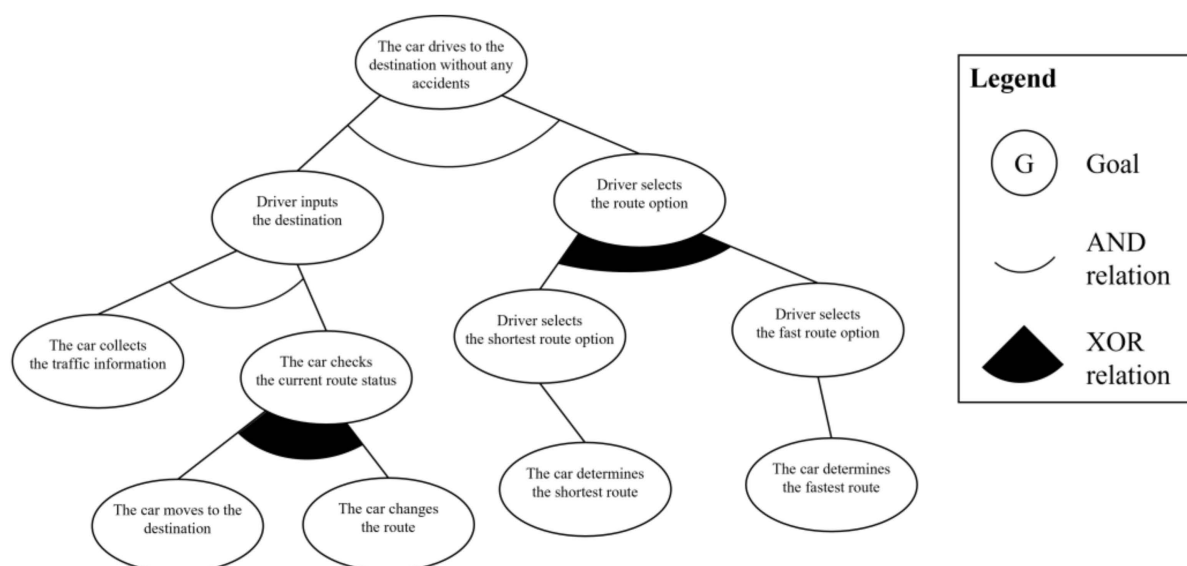 The car drives to the
destination without any
accidents
Driver inputs
the destination
Driver selects
the route option
The car collects
the traffic information
The car checks
the current route status
Driver selects
the shortest route option
Driver selects
the fast route option
The car moves to the
destination
The car changes
the route
The car determines
the shortest route
The car determines
the fastest route
Legend
G
Goal
AND
relation
XOR
relation